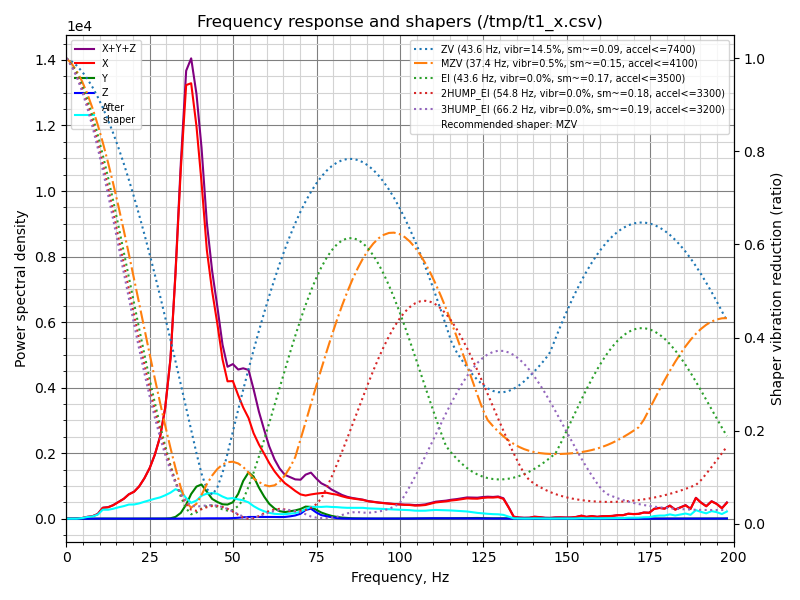 Frequency response and shapers (/tmp/t1_x.csv)
1e4
X+Y+Z
X
Y
Z
After
shaper
ZV (43.6 Hz, vibr=14.5%, sm~=0.09, accel<=7400)
MZV (37.4 Hz, vibr=0.5%, sm~=0.15, accel<=4100)
EI (43.6 Hz, vibr=0.0%, sm~=0.17, accel<=3500)
2HUMP_EI (54.8 Hz, vibr=0.0%, sm~=0.18, accel<=3300)
3HUMP_EI (66.2 Hz, vibr=0.0%, sm~=0.19, accel<=3200)
Recommended shaper: MZV
Power spectral density
1.4
1.2
1.0
0.8
0.6
0.4
0.2
0.0
1.0
0.8
0.6
0.4
0.2
0.0
Shaper vibration reduction (ratio)
0 25 50 75 100 125 150 175 200
Frequency, Hz